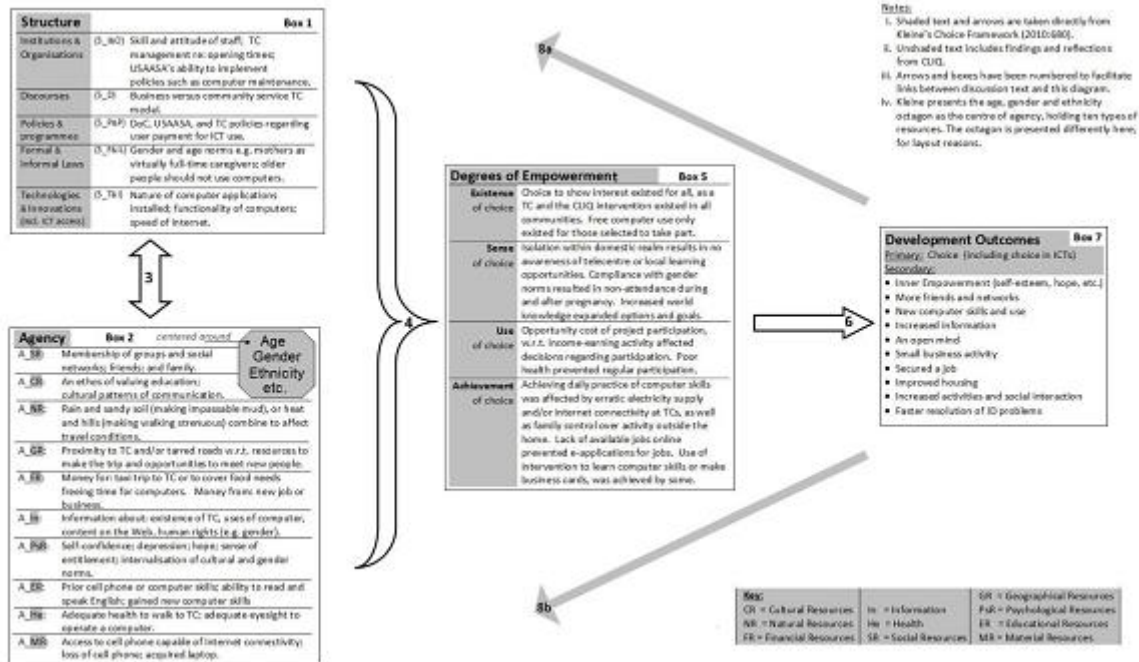 Structure Box 1
Institutions & Organisations (S_InO) Skill and attitude of staff; TC
management re: opening times;
USAASA's ability to implement
policies such as computer maintenance.
Discourses (S_D) Business versus community service TC
model.
Policies & programmes (S_PnP) DoC, USAASA, and TC policies regarding
user payment for ICT use.
Formal & Informal Laws Gender and age norms e.g. mothers as
virtually full-time caregivers; older
people should not use computers.
Technologies & Innovations (incl. ICT access) (S_TnI) Nature of computer applications
installed; functionality of computers;
speed of internet.
3
Agency Box 2 centered around
Age
Gender
Ethnicity
etc.
A_SR: Membership of groups and social
networks; friends; and family.
A_CR: An ethos of valuing education;
cultural patterns of communication.
A_NR: Rain and sandy soil (making impassable mud), or heat
and hills (making walking strenuous) combine to affect
travel conditions.
A_GR: Proximity to TC and/or tarred roads w.r.t. resources to
make the trip and opportunities to meet new people.
A_FR: Money for: taxi trip to TC or to cover food needs
freeing time for computers. Money from: new job or
business.
A_In: Information about: existence of TC, uses of computer,
content on the Web, human rights (e.g. gender).
A_PsR: Self-confidence; depression; hope; sense of
entitlement; internalisation of cultural and gender
norms.
A_ER: Prior cell phone or computer skills; ability to read and
speak English; gained new computer skills
A_He: Adequate health to walk to TC; adequate eyesight to
operate a computer.
A_MR: Access to cell phone capable of Internet connectivity;
loss of cell phone; acquired laptop.
4
Degrees of Empowerment Box 5
Existence of choice Choice to show interest existed for all, as a
TC and the CLIQ intervention existed in all
communities. Free computer use only
existed for those selected to take part.
Sense of choice Isolation within domestic realm results in no
awareness of telecentre or local learning
opportunities. Compliance with gender
norms resulted in non-attendance during
and after pregnancy. Increased world
knowledge expanded options and goals.
Use of choice Opportunity cost of project participation,
w.r.t. income-earning activity affected
decisions regarding participation. Poor
health prevented regular participation.
Achievement of choice Achieving daily practice of computer skills
was affected by erratic electricity supply
and/or Internet connectivity at TCs, as well
as family control over activity outside the
home. Lack of available jobs online
prevented e-applications for jobs. Use of
intervention to learn computer skills or make
business cards, was achieved by some.
6
8a
8b
Development Outcomes Box 7
Primary: Choice (including choice in ICTs)
Secondary:
• Inner Empowerment (self-esteem, hope, etc.)
• More friends and networks
• New computer skills and use
• Increased information
• An open mind
• Small business activity
• Secured a job
• Improved housing
• Increased activities and social interaction
• Faster resolution of ID problems
Notes:
i. Shaded text and arrows are taken directly from
Kleine's Choice Framework (2010:680).
ii. Unshaded text includes findings and reflections
from CLIQ.
iii. Arrows and boxes have been numbered to facilitate
links between discussion text and this diagram.
iv. Kleine presents the age, gender and ethnicity
octagon as the centre of agency, holding ten types of
resources. The octagon is presented differently here,
for layout reasons.
Key:
CR = Cultural Resources In = Information GR = Geographical Resources
NR = Natural Resources He = Health PsR = Psychological Resources
FR = Financial Resources SR = Social Resources ER = Educational Resources
MR = Material Resources